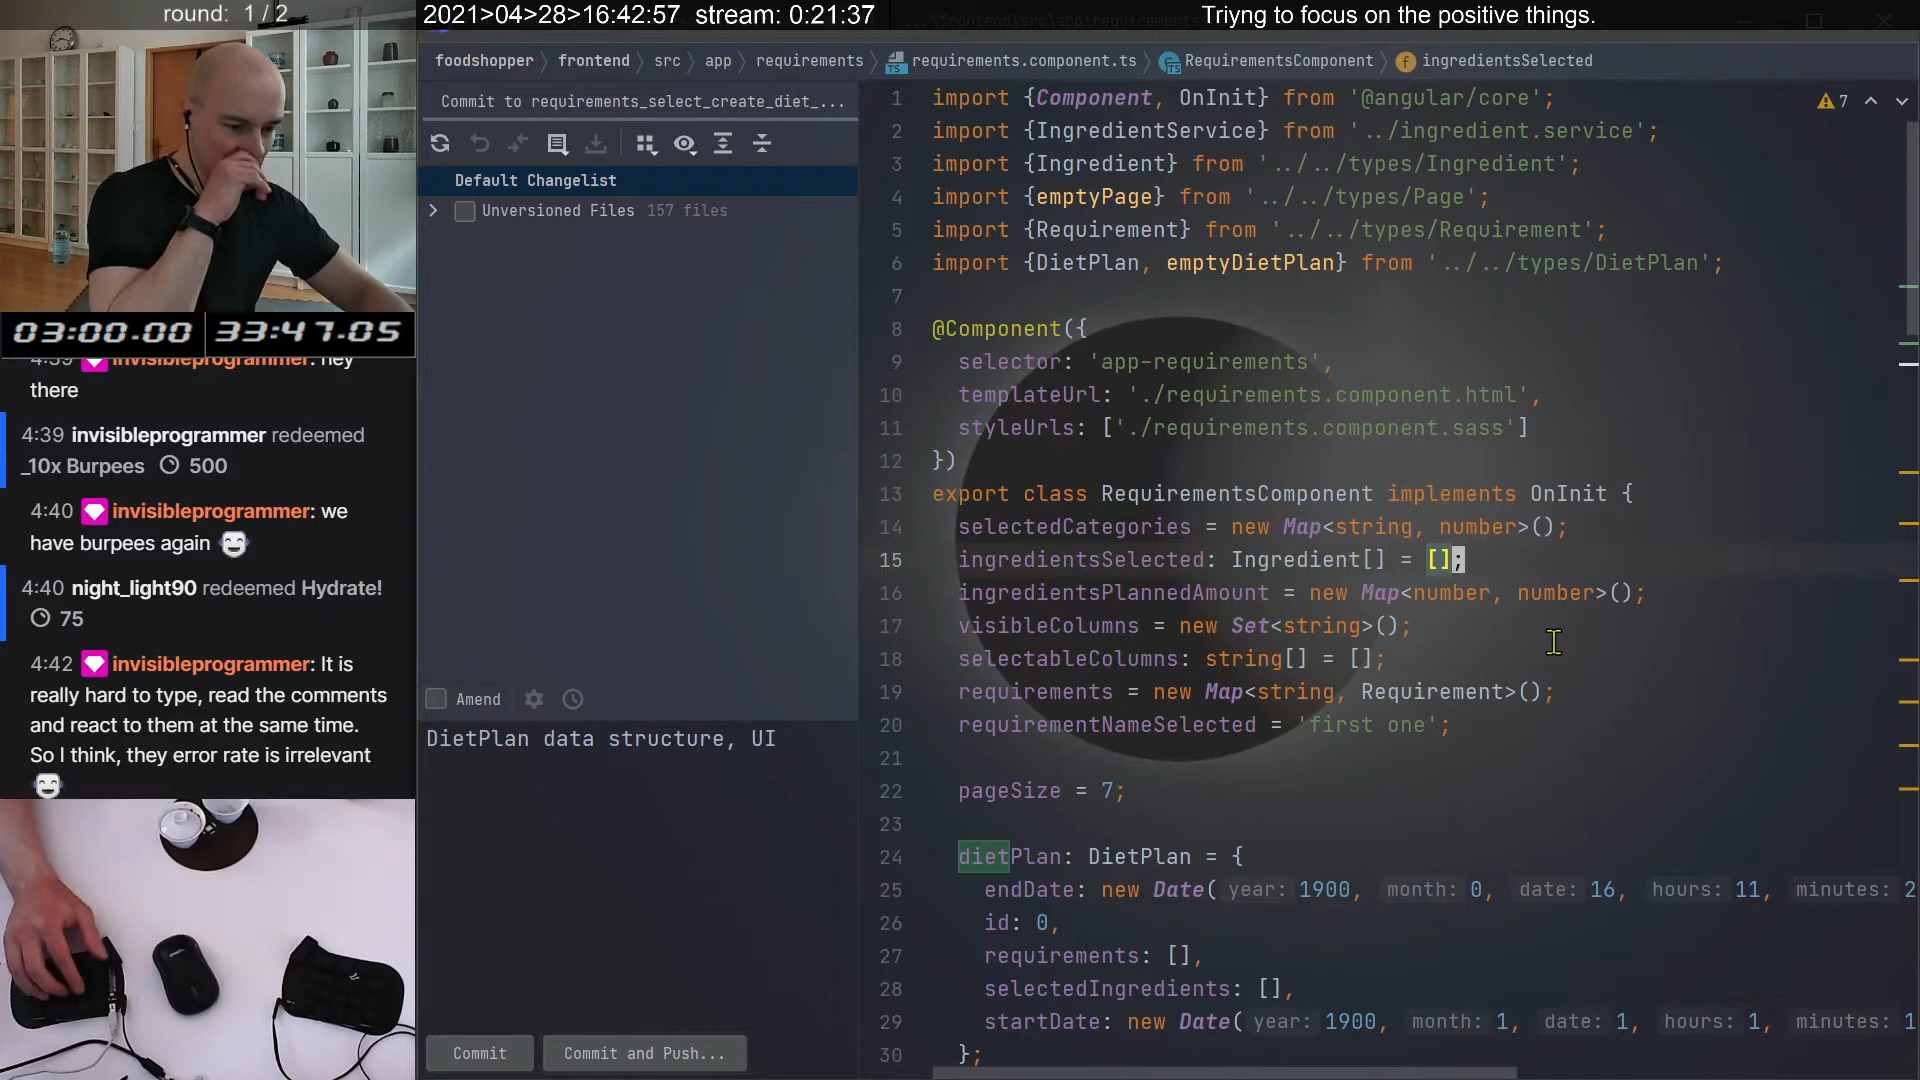 round: 1 / 2
2021>04>28>16:42:57 stream: 0:21:37
Triyng to focus on the positive things.
foodshopper frontend src app requirements requirements.component.ts RequirementsComponent ingredientsSelected
03:00.00 33:47.05
4:39 invisibleprogrammer: hey
there
4:39 invisibleprogrammer redeemed
_10x Burpees 500
4:40 invisibleprogrammer: we
have burpees again
4:40 night_light90 redeemed Hydrate!
75
4:42 invisibleprogrammer: It is
really hard to type, read the comments
and react to them at the same time.
So I think, they error rate is irrelevant
Commit to requirements_select_create_diet_...
Default Changelist
Unversioned Files 157 files
Amend
DietPlan data structure, UI
Commit
Commit and Push...
7
1 import {Component, OnInit} from '@angular/core';
2 import {IngredientService} from '../ingredient.service';
3 import {Ingredient} from '../../types/Ingredient';
4 import {emptyPage} from '../../types/Page';
5 import {Requirement} from '../../types/Requirement';
6 import {DietPlan, emptyDietPlan} from '../../types/DietPlan';
7
8 @Component({
9 selector: 'app-requirements',
10 templateUrl: './requirements.component.html',
11 styleUrls: ['./requirements.component.sass']
12 })
13 export class RequirementsComponent implements OnInit {
14 selectedCategories = new Map<string, number>();
15 ingredientsSelected: Ingredient[] = [];
16 ingredientsPlannedAmount = new Map<number, number>();
17 visibleColumns = new Set<string>();
18 selectableColumns: string[] = [];
19 requirements = new Map<string, Requirement>();
20 requirementNameSelected = 'first one';
21
22 pageSize = 7;
23
24 dietPlan: DietPlan = {
25 endDate: new Date( year: 1900, month: 0, date: 16, hours: 11, minutes: 2
26 id: 0,
27 requirements: [],
28 selectedIngredients: [],
29 startDate: new Date( year: 1900, month: 1, date: 1, hours: 1, minutes: 1
30 };